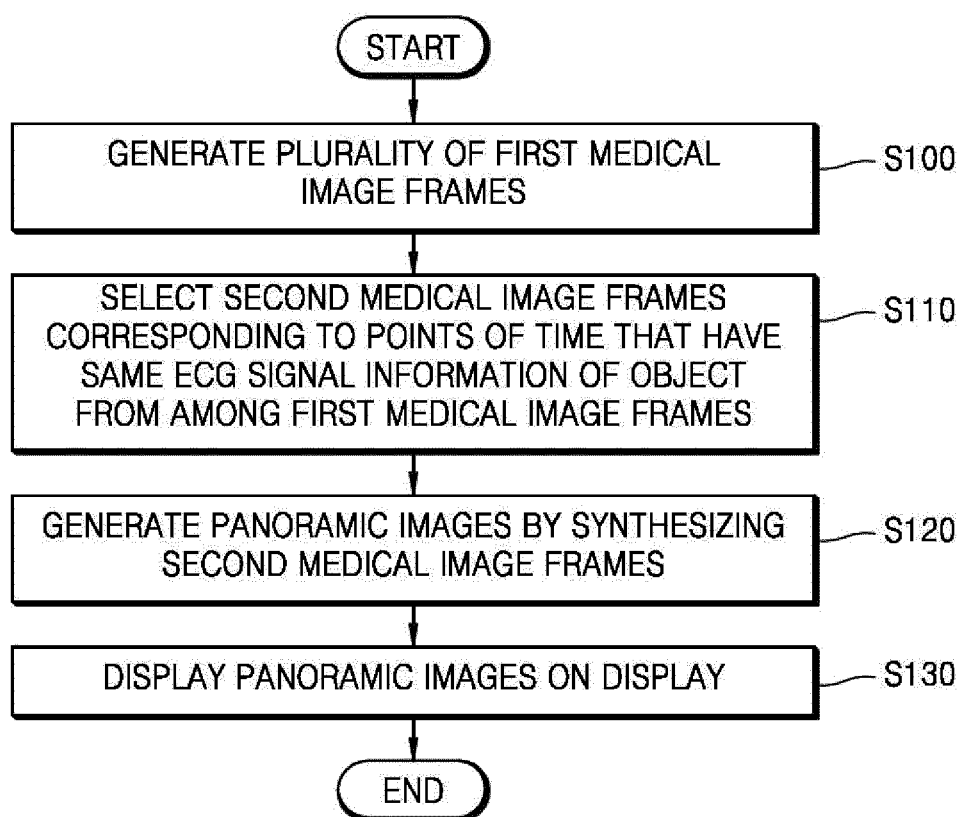 START
GENERATE PLURALITY OF FIRST MEDICAL
IMAGE FRAMES
S100
SELECT SECOND MEDICAL IMAGE FRAMES
CORRESPONDING TO POINTS OF TIME THAT HAVE
SAME ECG SIGNAL INFORMATION OF OBJECT
FROM AMONG FIRST MEDICAL IMAGE FRAMES
S110
GENERATE PANORAMIC IMAGES BY SYNTHESIZING
SECOND MEDICAL IMAGE FRAMES
S120
DISPLAY PANORAMIC IMAGES ON DISPLAY
S130
END